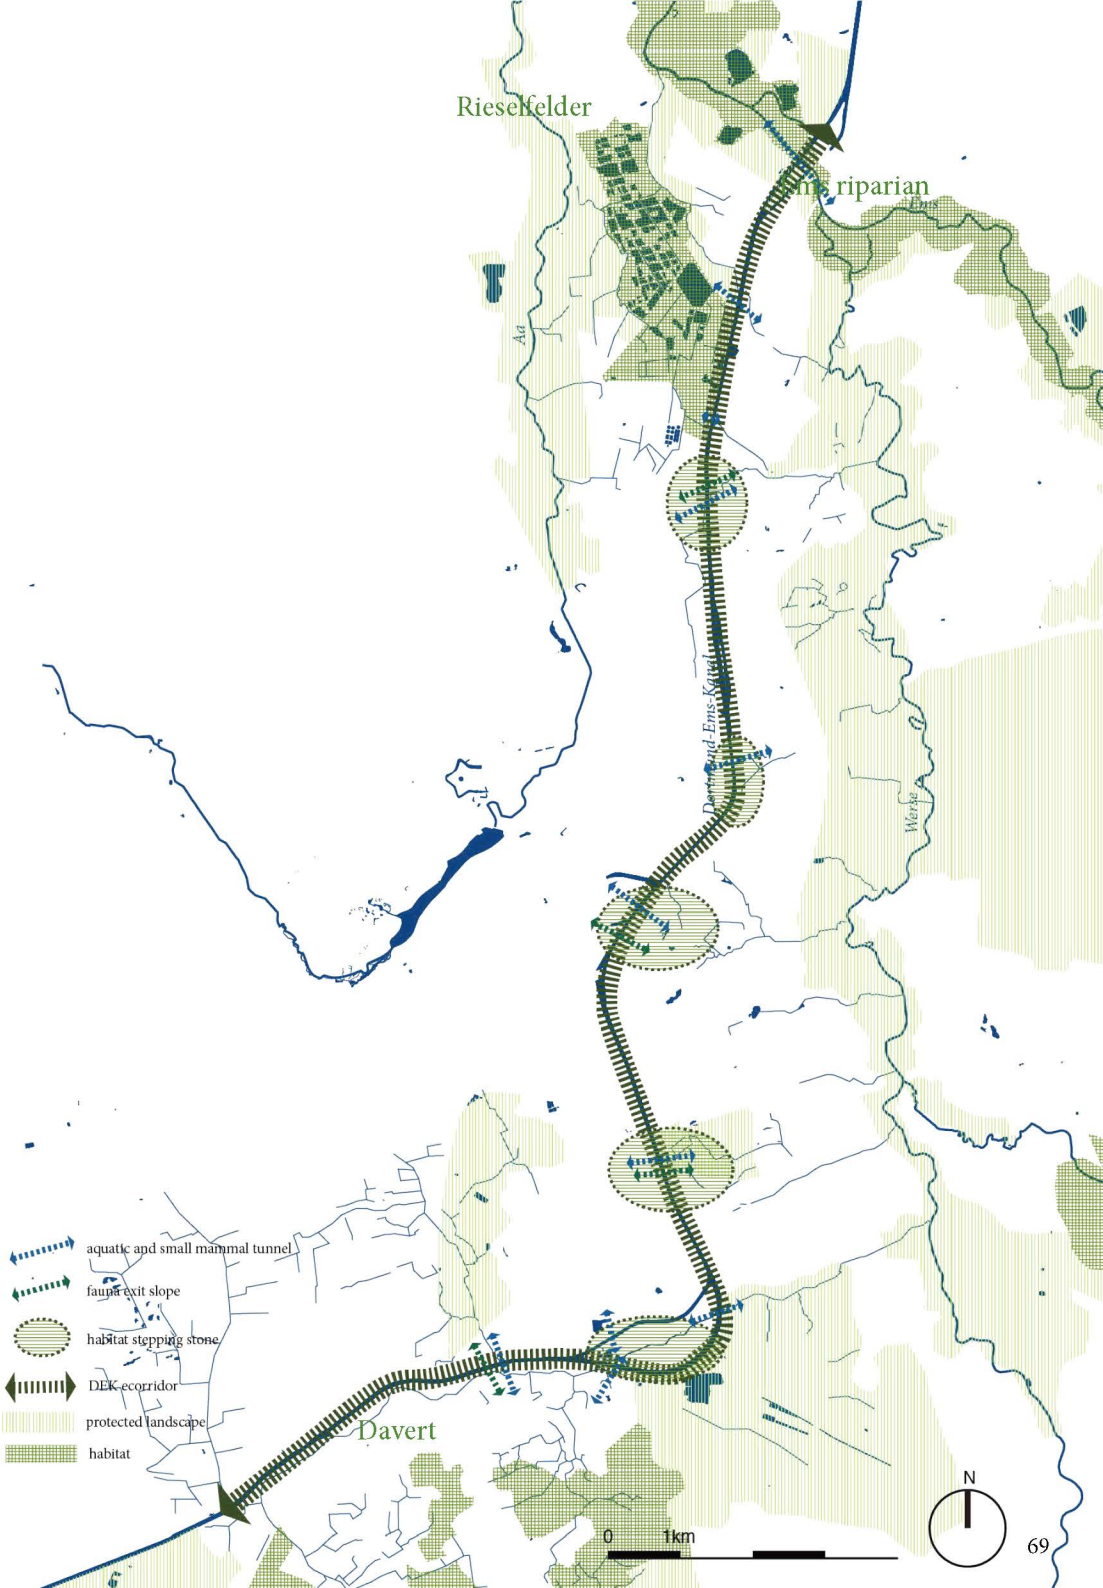 Rieselfelder
Ems riparian
Ems
Aa
Dortmund-Ems-Kanal
Werse
aquatic and small mammal tunnel
fauna exit slope
habitat stepping stone
DEK ecorridor
protected landscape
habitat
Davert
0 1km
N
69